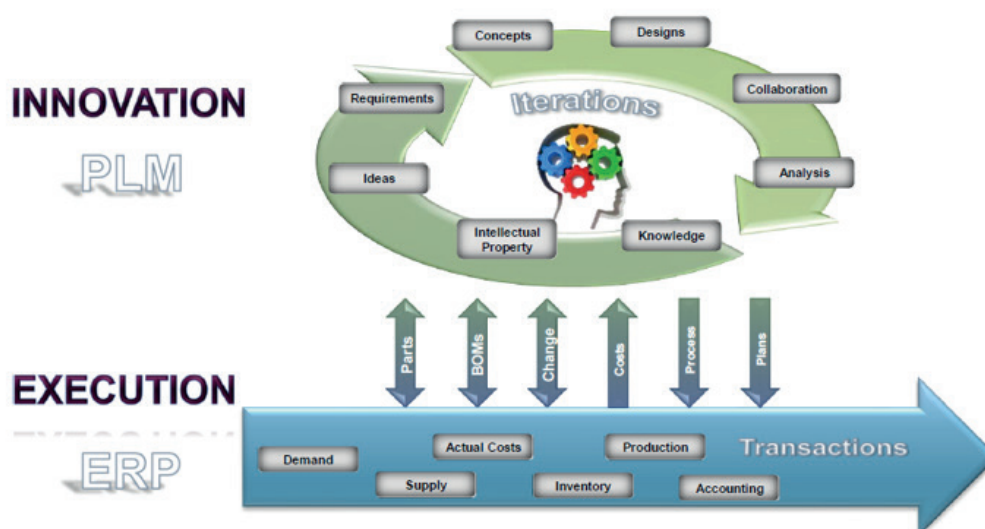 Concepts
Designs
Requirements
Iterations
Collaboration
INNOVATION
PLM
Ideas
Analysis
Intellectual
Property
Knowledge
Parts
BOMs
Change
Costs
Process
Plans
EXECUTION
ERP
Demand
Actual Costs
Production
Transactions
Supply
Inventory
Accounting